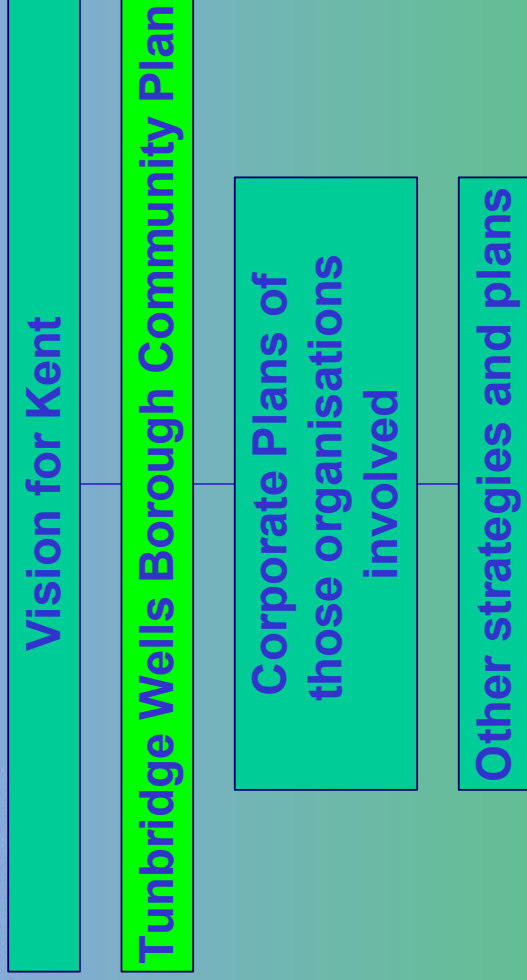 Vision for Kent
Tunbridge Wells Borough Community Plan
Corporate Plans of
those organisations
involved
Other strategies and plans